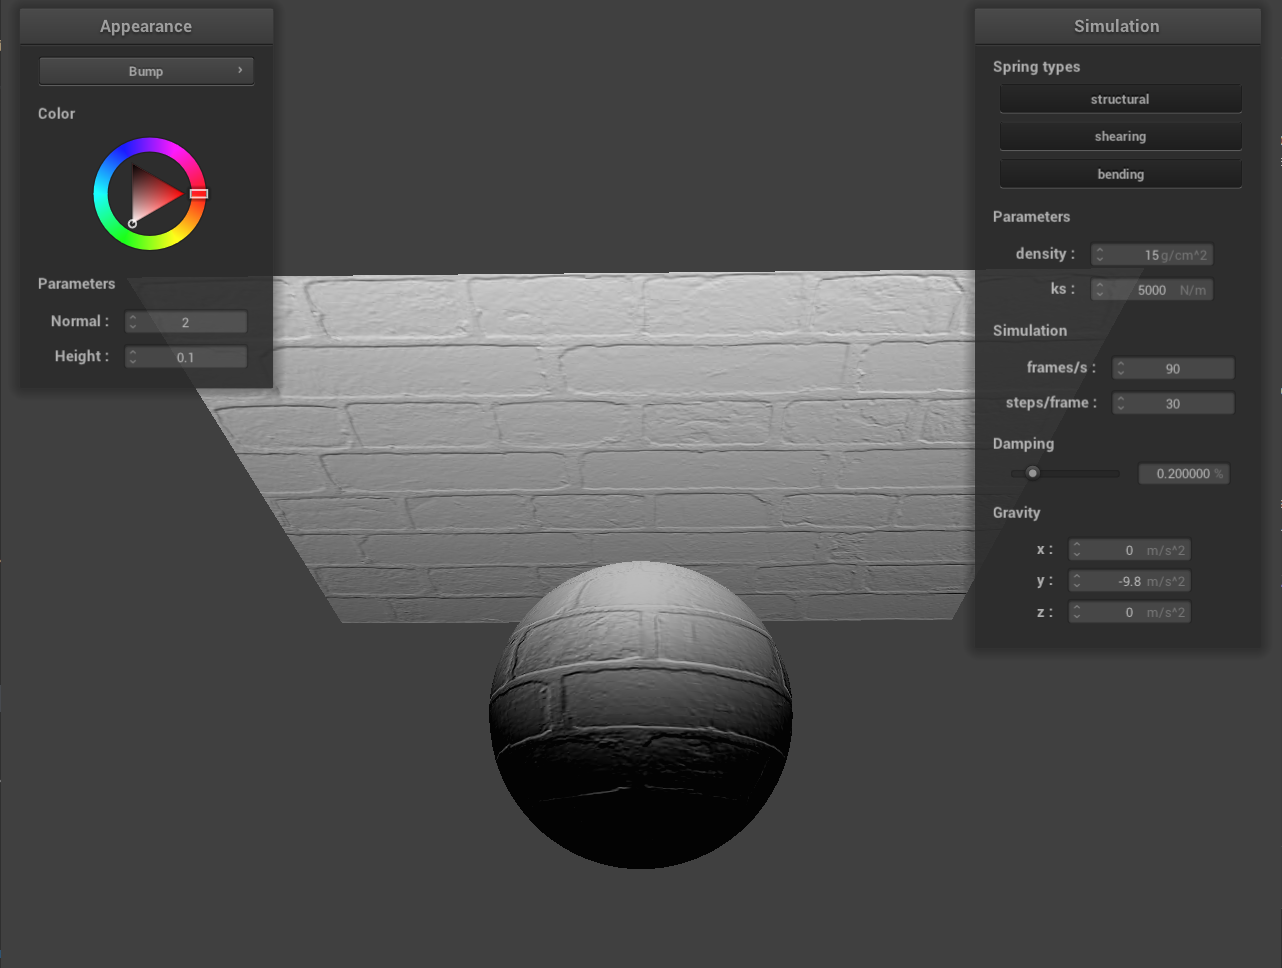 Appearance
Bump
Color
Parameters
Normal : 2
Height : 0.1
Simulation
Spring types
structural
shearing
bending
Parameters
density : 15 g/cm^2
ks : 5000 N/m
Simulation
frames/s : 90
steps/frame : 30
Damping
0.200000 %
Gravity
x : 0 m/s^2
y : -9.8 m/s^2
z : 0 m/s^2